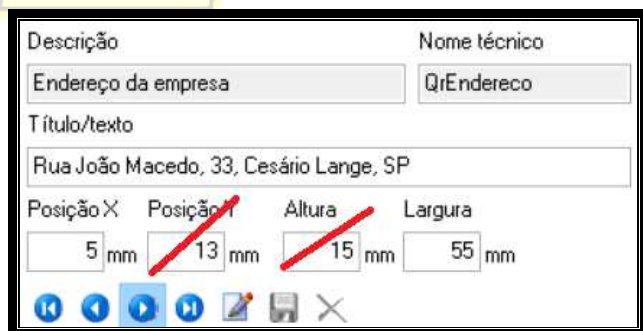 Descrição Nome técnico
Endereço da empresa QrEndereco
Título/texto
Rua João Macedo, 33, Cesário Lange, SP
Posição X Posição Y Altura Largura
5 mm 13 mm 15 mm 55 mm